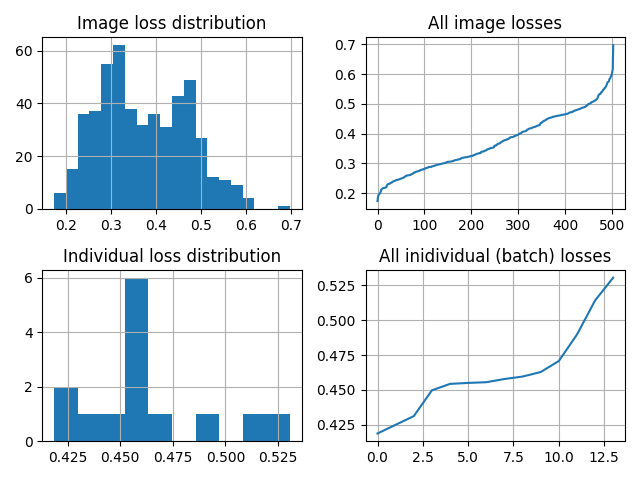 Image loss distribution
60
40
20
0
0.2 0.3 0.4 0.5 0.6 0.7
All image losses
0.7
0.6
0.5
0.4
0.3
0.2
0 100 200 300 400 500
Individual loss distribution
6
4
2
0
0.425 0.450 0.475 0.500 0.525
All inidividual (batch) losses
0.525
0.500
0.475
0.450
0.425
0.0 2.5 5.0 7.5 10.0 12.5